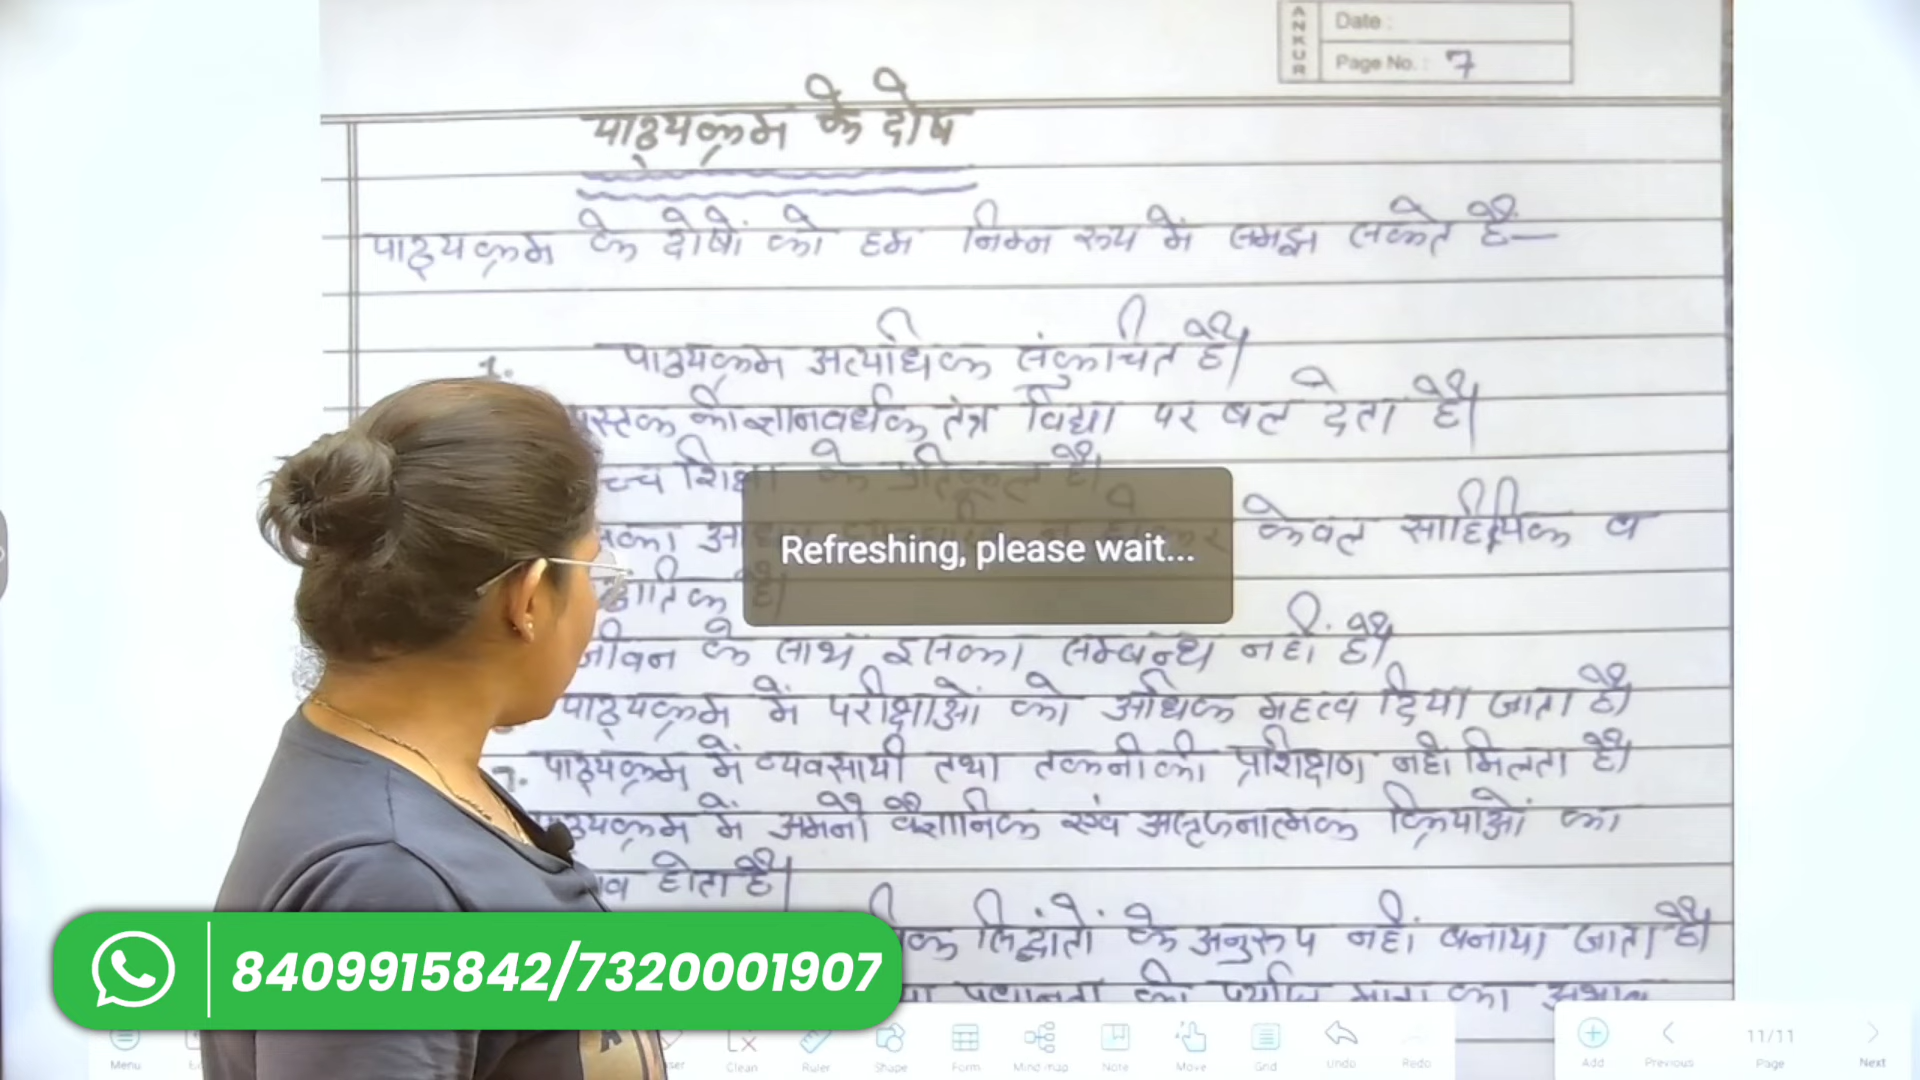 ANKUR
Date :
Page No. : 7
पाठ्यक्रम के दोष
पाठ्यक्रम के दोषों को हम निम्न रूप में समझ सकते हैं—
1. पाठ्यक्रम अत्यधिक संकुचित है।
स्तक की ज्ञानवर्धक तंत्र विद्या पर बल देता है।
च्च शिक्षा के प्रतिकूल है।
केवल साहित्यिक व
है।
जीवन के साथ इसका सम्बन्ध नहीं है।
पाठ्यक्रम में परीक्षाओं को अधिक महत्व दिया जाता है।
7. पाठ्यक्रम में व्यवसायी तथा तकनीकी प्रशिक्षण नहीं मिलता है।
पाठ्यक्रम में अमनो वैज्ञानिक एवं असृजनात्मक क्रियाओं का
होता है।
सिद्धांतों के अनुरूप नहीं बनाया जाता है।
Refreshing, please wait...
8409915842/7320001907
Menu
Clean
Ruler
Shape
Form
Mind map
Note
Move
Grid
Undo
Redo
Add
Previous
11/11
Page
Next